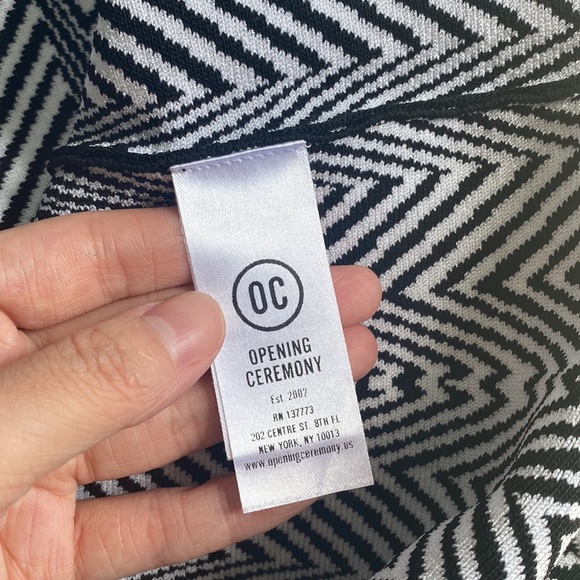 OC
OPENING
CEREMONY
Est. 2002
RN 137773
202 CENTRE ST. 8TH FL
NEW YORK, NY 10013
www.openingceremony.us